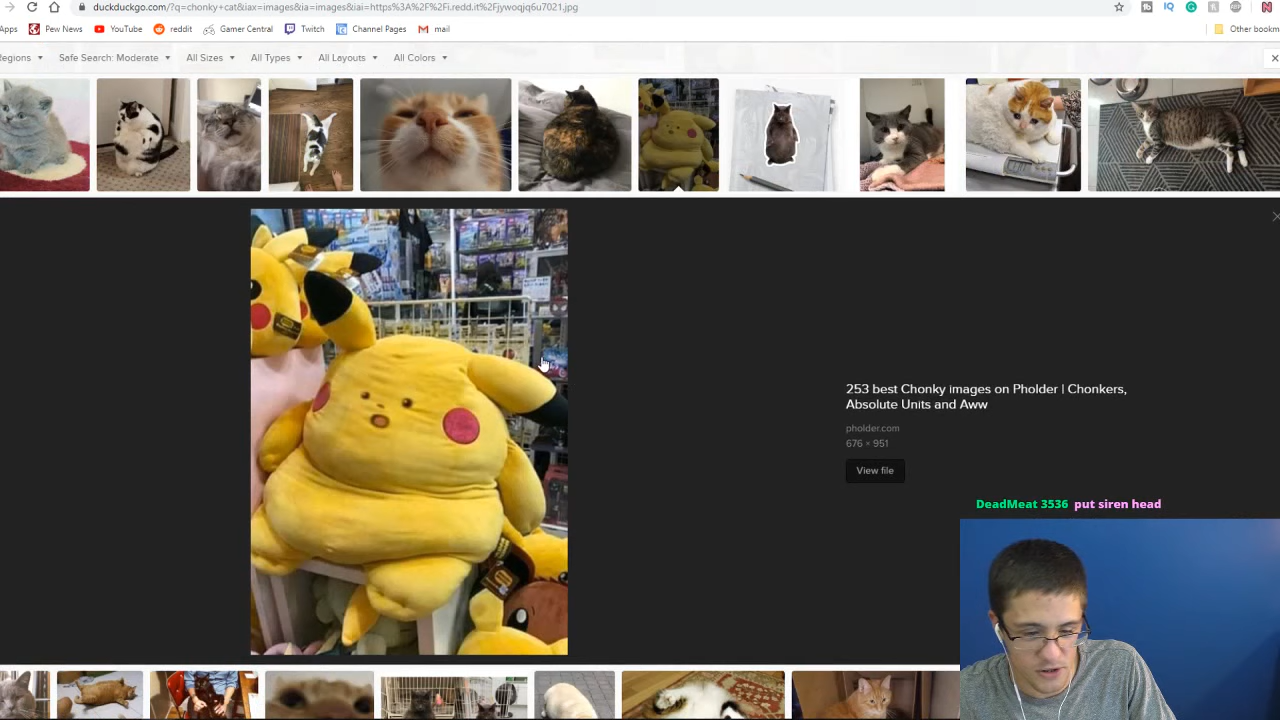 duckduckgo.com/?q=chonky+cat&iax=images&ia=images&iai=https%3A%2F%2Fi.redd.it%2Fjywoqjq6u7021.jpg
Apps Pew News YouTube reddit Gamer Central Twitch Channel Pages mail Other bookm
egions Safe Search: Moderate All Sizes All Types All Layouts All Colors
253 best Chonky images on Pholder | Chonkers,
Absolute Units and Aww
pholder.com
676 × 951
View file
DeadMeat 3536 put siren head